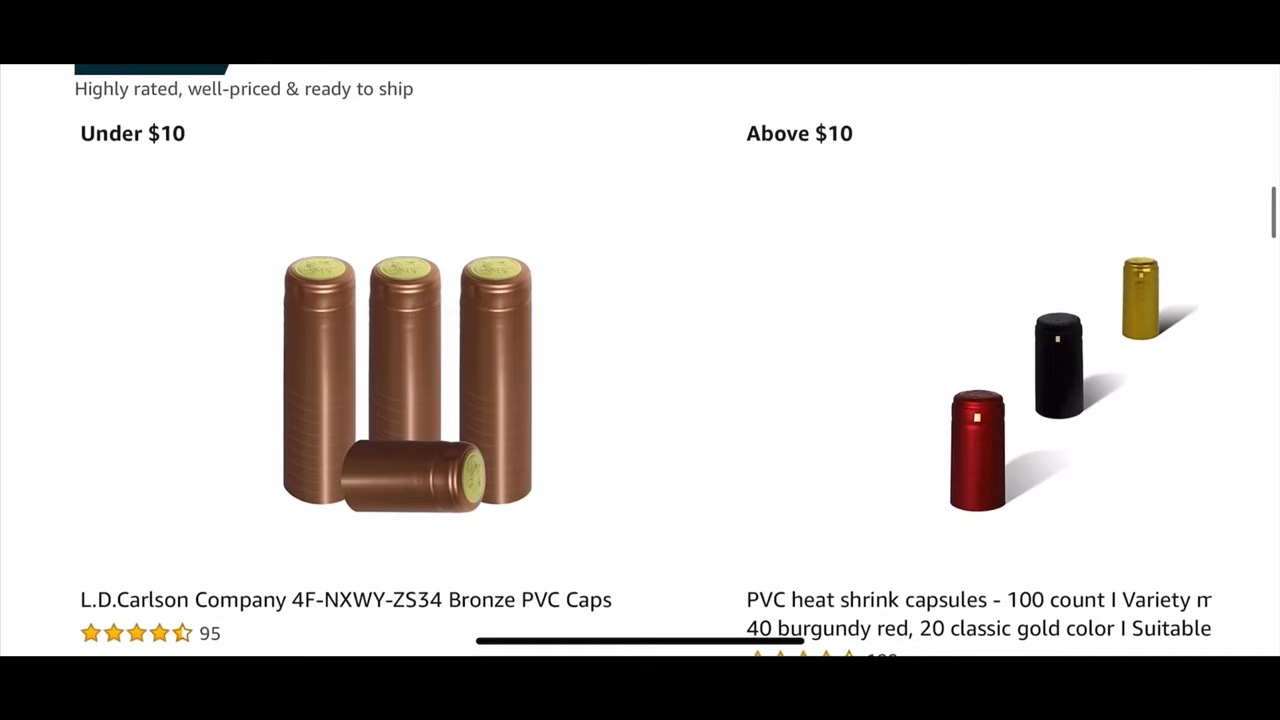 Highly rated, well-priced & ready to ship
Under $10
Above $10
L.D.Carlson Company 4F-NXWY-ZS34 Bronze PVC Caps
95
PVC heat shrink capsules - 100 count I Variety
40 burgundy red, 20 classic gold color I Suitable